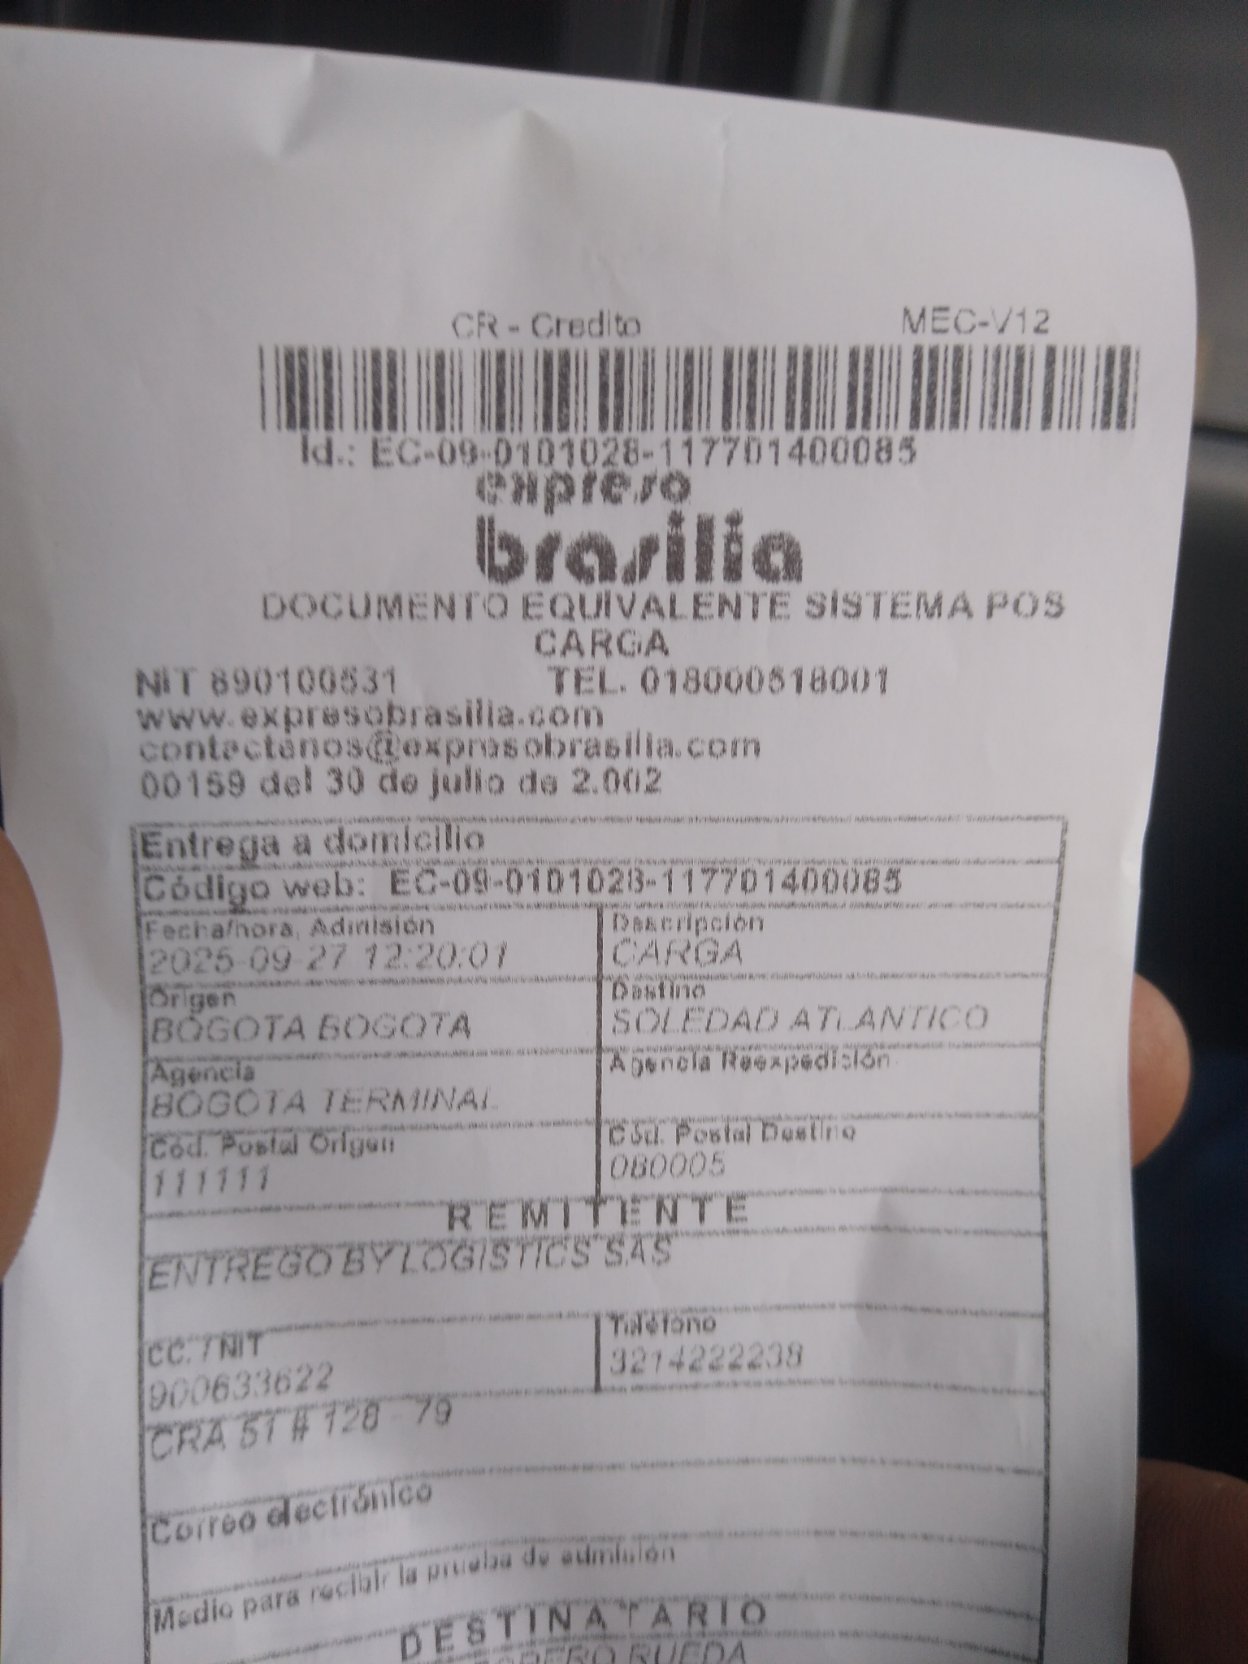 CR - Credito MEC-V12
Id.: EC-09-0101028-117701400085
expreso
brasilia
DOCUMENTO EQUIVALENTE SISTEMA POS
CARGA
NIT 890100531 TEL. 018000518001
www.expresobrasilia.com
contactenos@expresobrasilia.com
00159 del 30 de julio de 2.002
Entrega a domicilio
Código web: EC-09-0101028-117701400085
Fecha/hora, Admisión Descripción
2025-09-27 12:20:01 CARGA
Origen Destino
BOGOTA BOGOTA SOLEDAD ATLANTICO
Agencia Agencia Reexpedición
BOGOTA TERMINAL
Cód. Postal Origen Cód. Postal Destino
111111 080005
REMITENTE
ENTREGO BY LOGISTICS SAS
CC. / NIT Teléfono
900633622 3214222238
CRA 51 # 128 - 79
Correo electrónico
Medio para recibir la prueba de admisión
DESTINATARIO
RUEDA